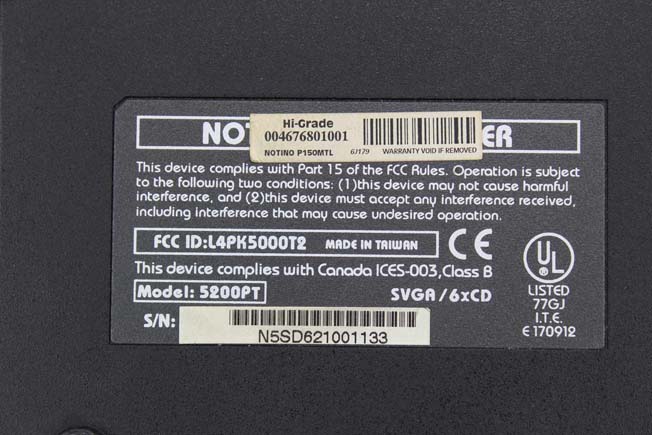 Hi-Grade
004676801001
NOTINO P150MTL 6J179 WARRANTY VOID IF REMOVED
NOT ER
This device complies with Part 15 of the FCC Rules. Operation is subject
to the following two conditions: (1)this device may not cause harmful
interference, and (2)this device must accept any interference received,
including interference that may cause undesired operation.
FCC ID:L4PK5000T2 MADE IN TAIWAN CE
This device complies with Canada ICES-003,Class B
Model: 5200PT SVGA/6xCD
S/N: N5SD621001133
UL
LISTED
77GJ
I.T.E.
E170912